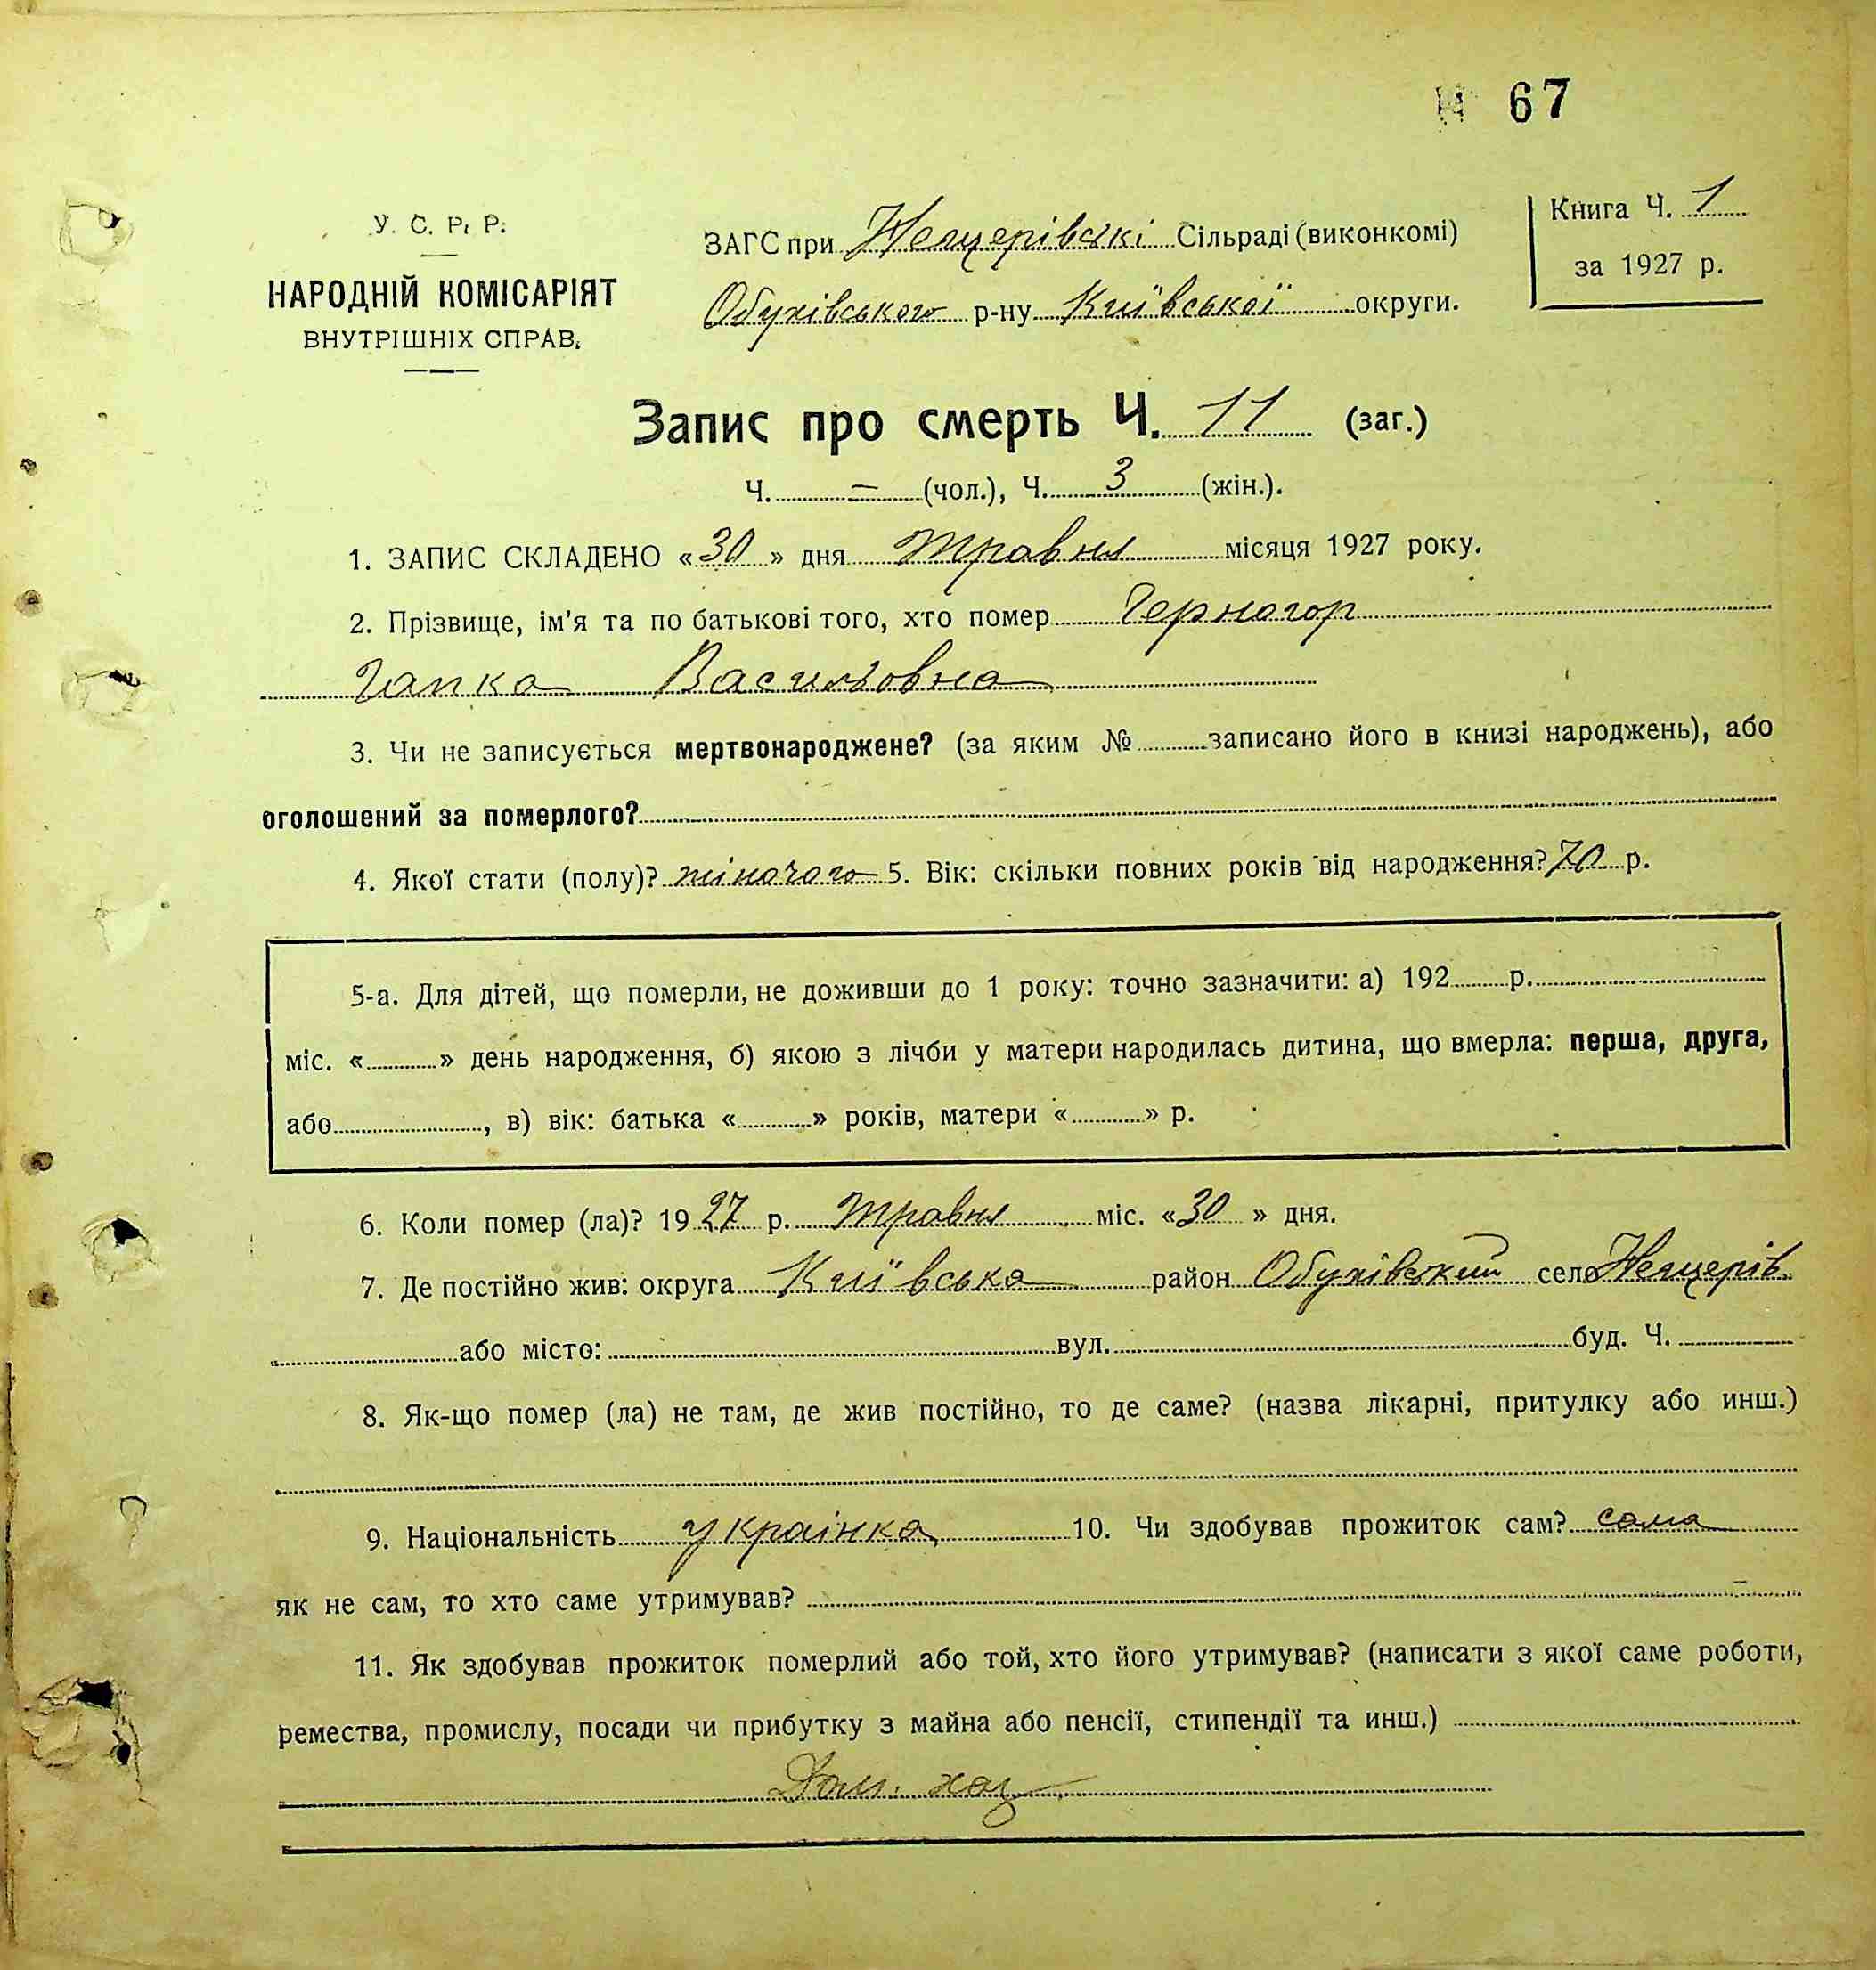 67
У. С. Р. Р.
НАРОДНІЙ КОМІСАРІЯТ
ВНУТРІШНІХ СПРАВ.
ЗАГС при Нещерівські Сільраді (виконкомі)
Обухівського р-ну Київської округи.
Книга Ч. 1
за 1927 р.
Запис про смерть Ч. 11 (заг.)
Ч. — (чол.), Ч. 3 (жін.).
1. ЗАПИС СКЛАДЕНО «30» дня Травня місяця 1927 року.
2. Прізвище, ім'я та по батькові того, хто помер Черногор
Гапка Васильовна
3. Чи не записується мертвонароджене? (за яким № записано його в книзі народжень), або
оголошений за померлого?
4. Якої стати (полу)? жіночого 5. Вік: скільки повних років від народження? 70 р.
5-а. Для дітей, що померли, не доживши до 1 року: точно зазначити: а) 192 р.
міс. « » день народження, б) якою з лічби у матери народилась дитина, що вмерла: перша, друга,
або , в) вік: батька « » років, матери « » р.
6. Коли помер (ла)? 1927 р. Травня міс. «30» дня.
7. Де постійно жив: округа Київська район Обухівский село Нещерів
або місто: вул. буд. Ч.
8. Як-що помер (ла) не там, де жив постійно, то де саме? (назва лікарні, притулку або инш.)
9. Національність українка 10. Чи здобував прожиток сам? сама
як не сам, то хто саме утримував? —
11. Як здобував прожиток померлий або той, хто його утримував? (написати з якої саме роботи,
ремества, промислу, посади чи прибутку з майна або пенсії, стипендії та инш.)
Дом. хоз